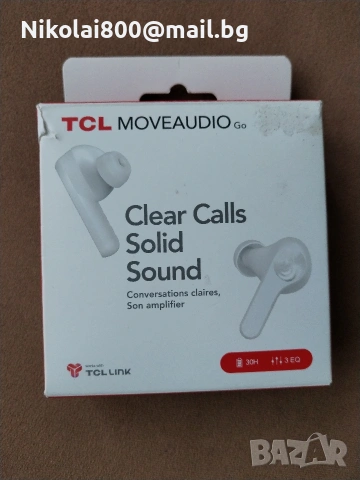 Nikolai800@mail.bg
TCL MOVEAUDIO Go
Clear Calls
Solid
Sound
Conversations claires,
Son amplifier
TCL LINK
30H
3 EQ
BAZAR